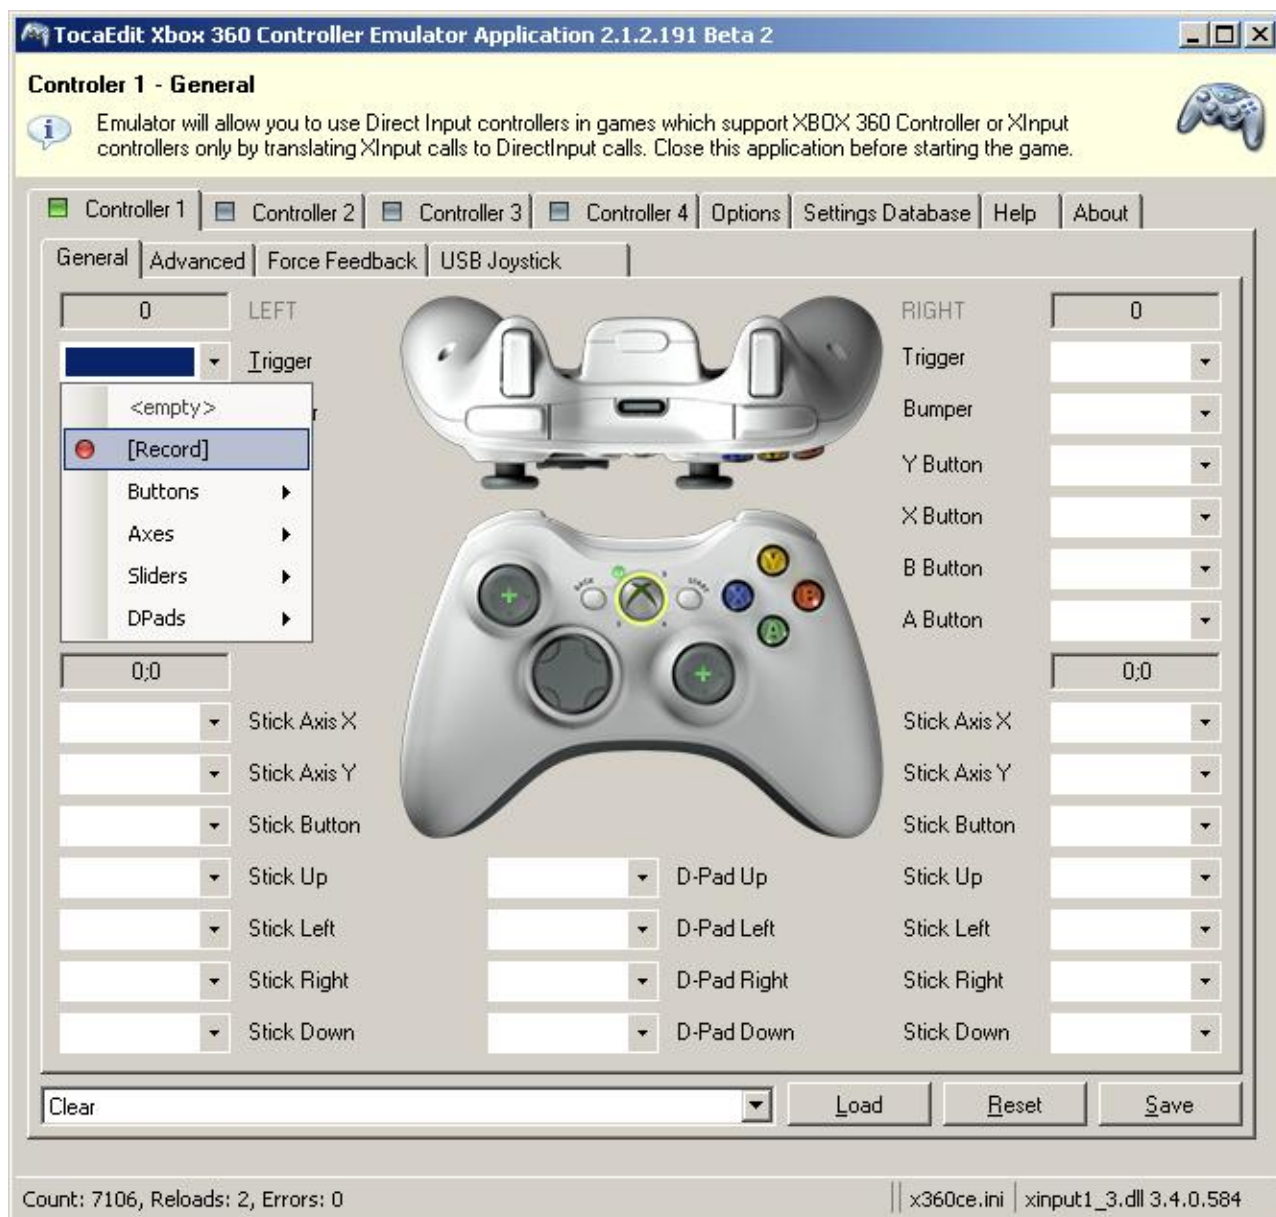 TocaEdit Xbox 360 Controller Emulator Application 2.1.2.191 Beta 2
Controler 1 - General
Emulator will allow you to use Direct Input controllers in games which support XBOX 360 Controller or XInput
controllers only by translating XInput calls to DirectInput calls. Close this application before starting the game.
Controller 1 Controller 2 Controller 3 Controller 4 Options Settings Database Help About
General Advanced Force Feedback USB Joystick
0 LEFT RIGHT 0
Trigger Trigger
<empty> r Bumper
[Record]
Y Button
Buttons
X Button
Axes
B Button
Sliders
A Button
DPads
BACK START
Y
X B
A
0;0 0;0
Stick Axis X Stick Axis X
Stick Axis Y Stick Axis Y
Stick Button Stick Button
Stick Up D-Pad Up Stick Up
Stick Left D-Pad Left Stick Left
Stick Right D-Pad Right Stick Right
Stick Down D-Pad Down Stick Down
Clear Load Reset Save
Count: 7106, Reloads: 2, Errors: 0 x360ce.ini xinput1_3.dll 3.4.0.584